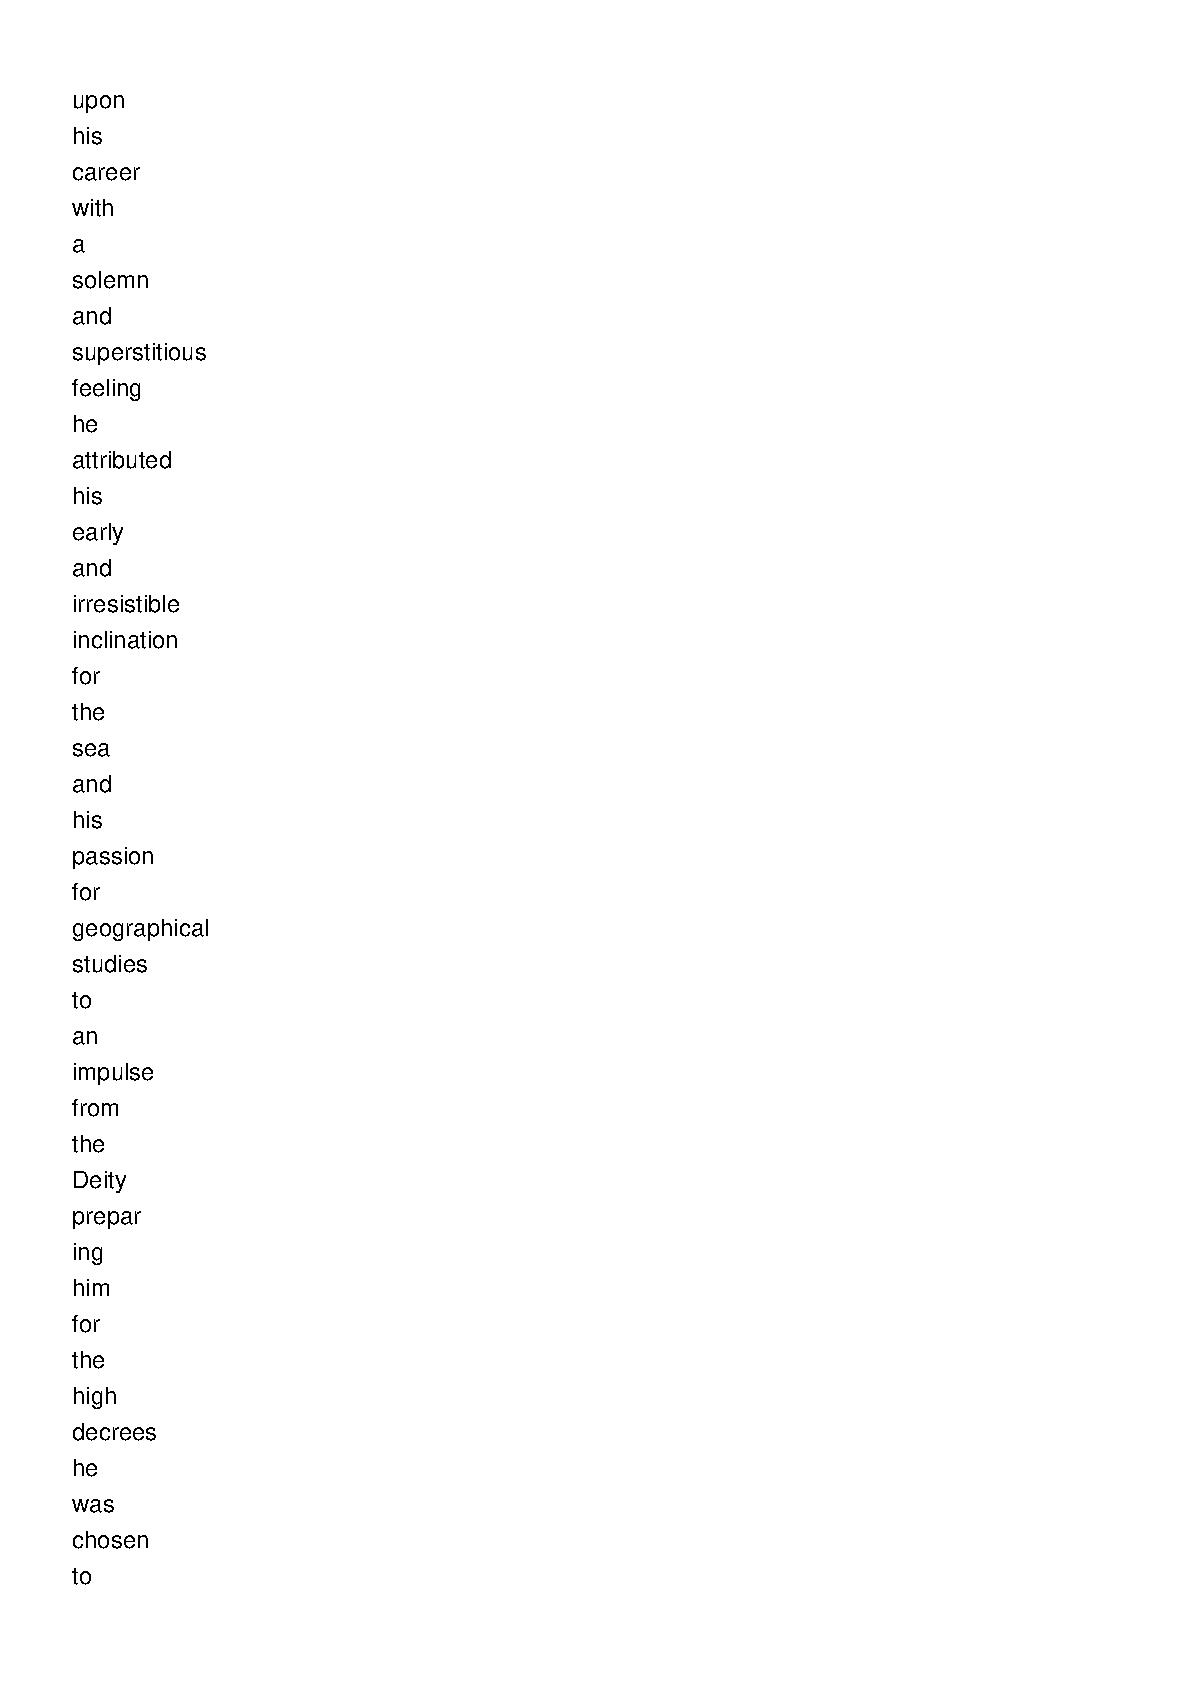 upon
his
career
with
a
solemn
and
superstitious
feeling
he
attributed
his
early
and
irresistible
inclination
for
the
sea
and
his
passion
for
geographical
studies
to
an
impulse
from
the
Deity
prepar
ing
him
for
the
high
decrees
he
was
chosen
to